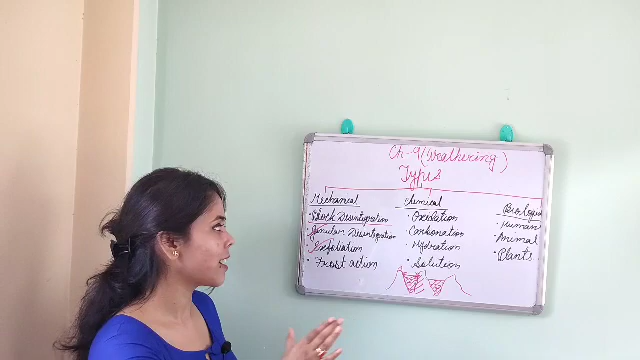 Ch-9 (Weathering)
Types
Mechanical
• Block Disintegration
• Granular Disintegration
• Exfoliation
• Frost action
Chemical
• Oxidation
• Carbonation
• Hydration
• Solution
Biological
• Human
• Animal
• Plants